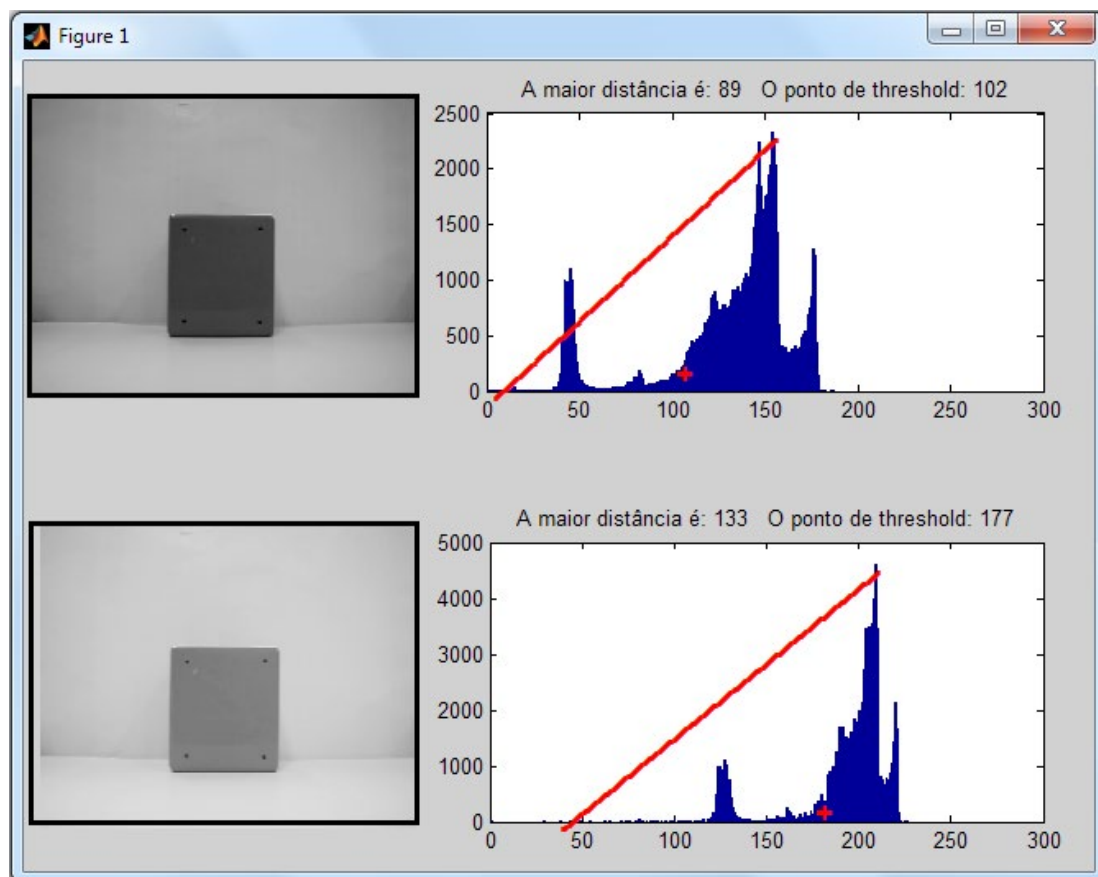 Figure 1
A maior distância é: 89 O ponto de threshold: 102
2500
2000
1500
1000
500
0
0 50 100 150 200 250 300
A maior distância é: 133 O ponto de threshold: 177
5000
4000
3000
2000
1000
0
0 50 100 150 200 250 300